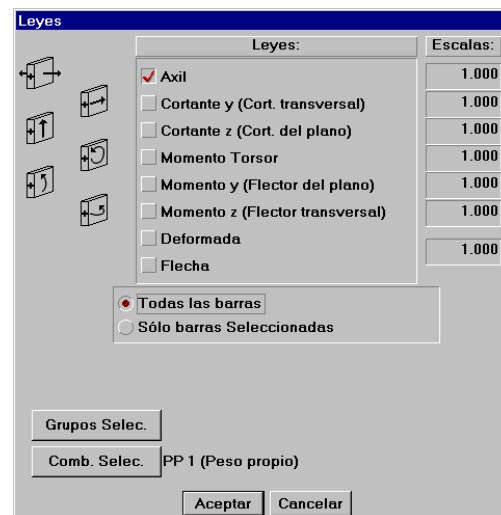 Leyes
Leyes: Escalas:
Axil 1.000
Cortante y (Cort. transversal) 1.000
Cortante z (Cort. del plano) 1.000
Momento Torsor 1.000
Momento y (Flector del plano) 1.000
Momento z (Flector transversal) 1.000
Deformada 1.000
Flecha
Todas las barras
Sólo barras Seleccionadas
Grupos Selec.
Comb. Selec. PP 1 (Peso propio)
Aceptar Cancelar